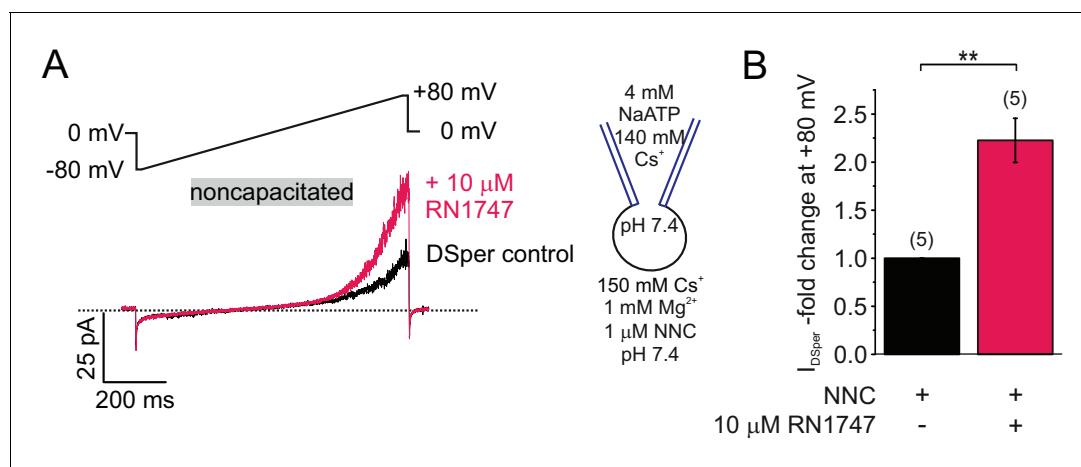 A
+80 mV
0 mV
0 mV
-80 mV
noncapacitated
+ 10 μM
RN1747
DSper control
25 pA
200 ms
4 mM
NaATP
140 mM
Cs⁺
pH 7.4
150 mM Cs⁺
1 mM Mg²⁺
1 μM NNC
pH 7.4
B
**
(5)
(5)
I_DSper -fold change at +80 mV
2.5
2.0
1.5
1.0
0.5
0.0
NNC + +
10 μM RN1747 - +